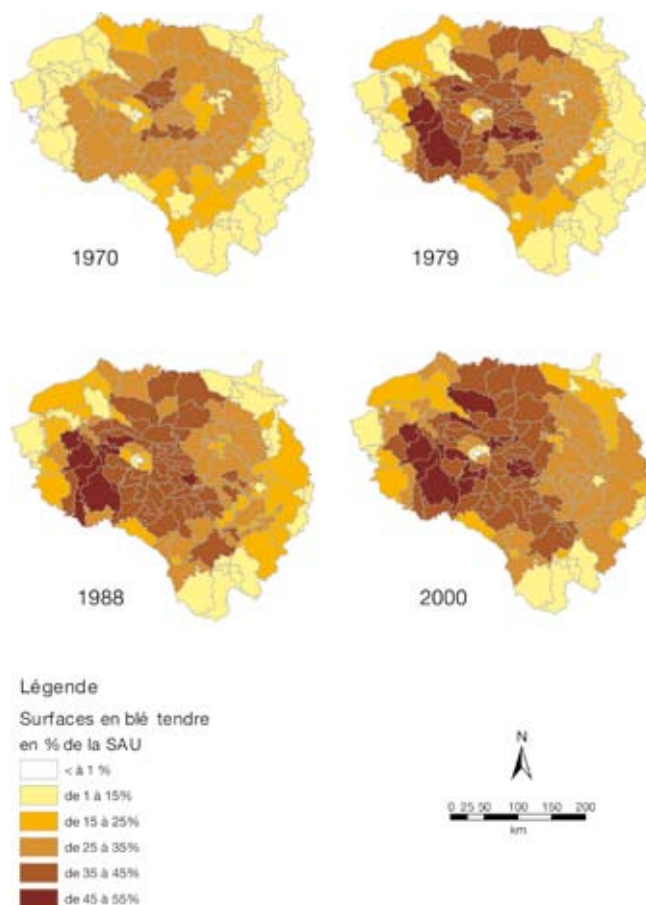 1970
1979
1988
2000
Légende
Surfaces en blé tendre
en % de la SAU
< à 1 %
de 1 à 15%
de 15 à 25%
de 25 à 35%
de 35 à 45%
de 45 à 55%
N
0 25 50 100 150 200
km